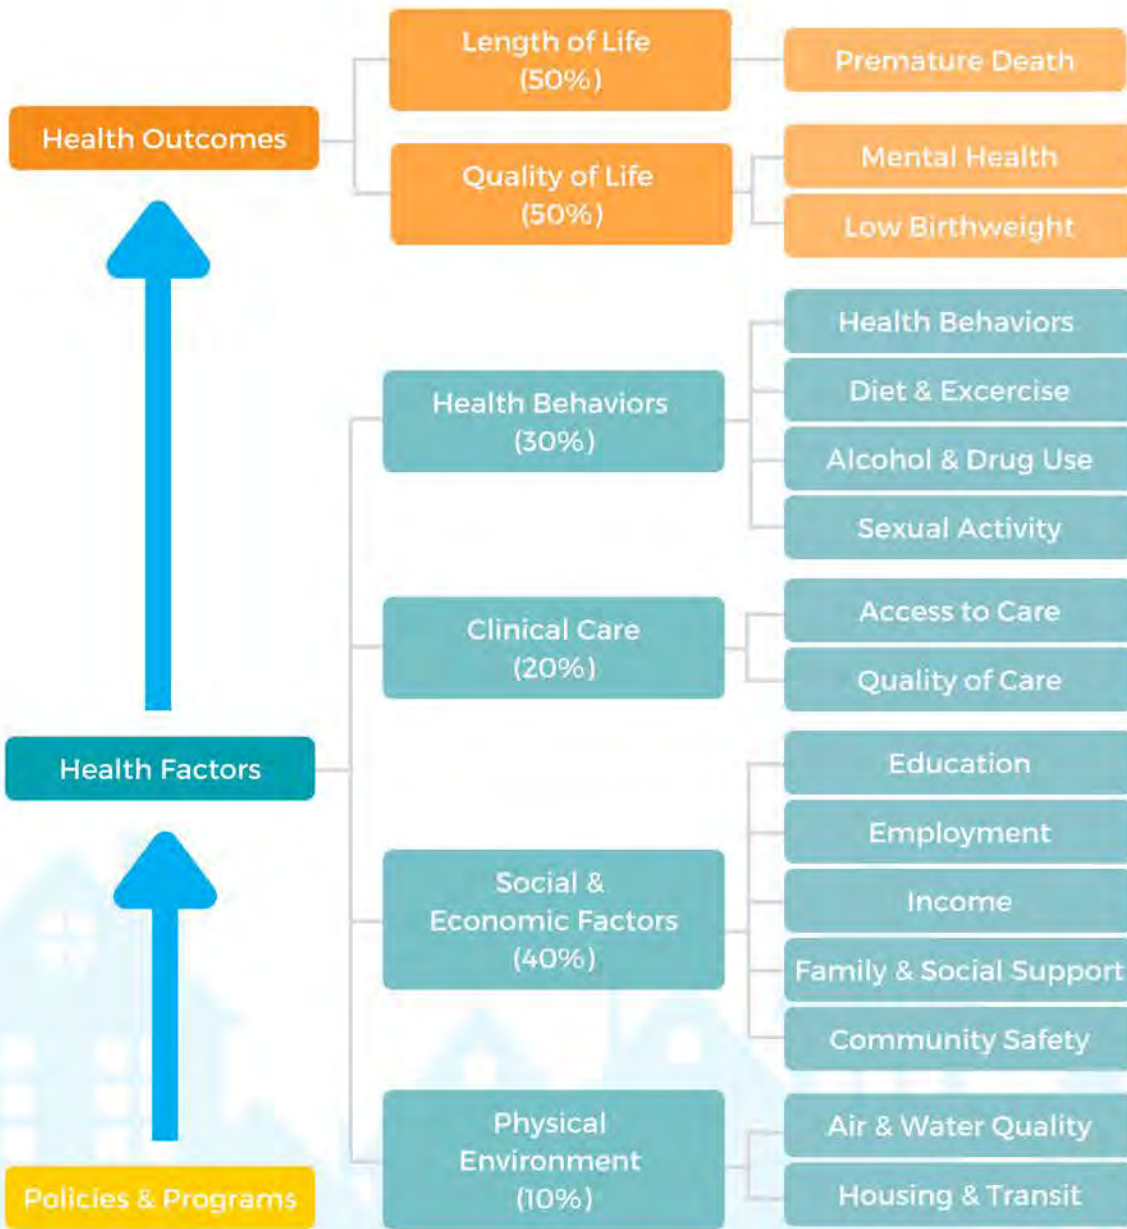 Health Outcomes
Length of Life
(50%)
Premature Death
Quality of Life
(50%)
Mental Health
Low Birthweight
Health Factors
Health Behaviors
(30%)
Health Behaviors
Diet & Excercise
Alcohol & Drug Use
Sexual Activity
Clinical Care
(20%)
Access to Care
Quality of Care
Social &
Economic Factors
(40%)
Education
Employment
Income
Family & Social Support
Community Safety
Physical
Environment
(10%)
Air & Water Quality
Housing & Transit
Policies & Programs